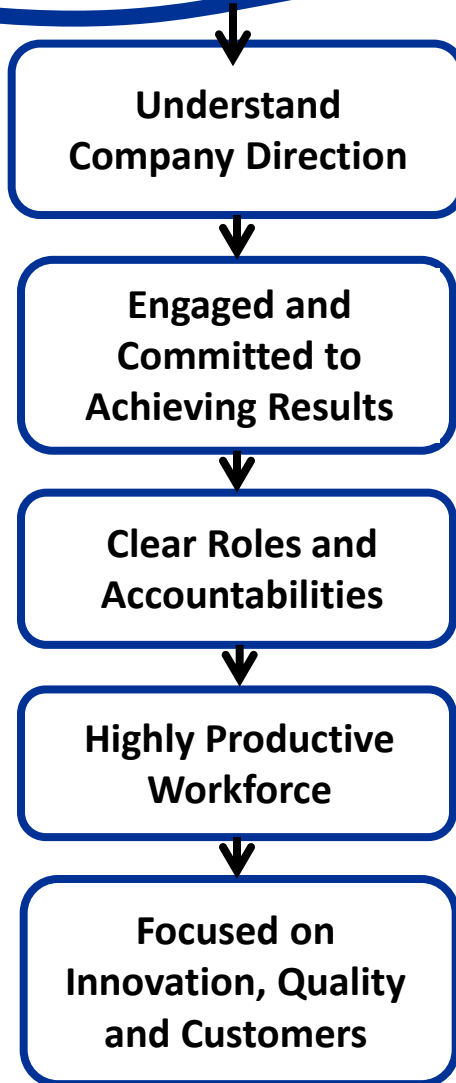 Understand
Company Direction
Engaged and
Committed to
Achieving Results
Clear Roles and
Accountabilities
Highly Productive
Workforce
Focused on
Innovation, Quality
and Customers